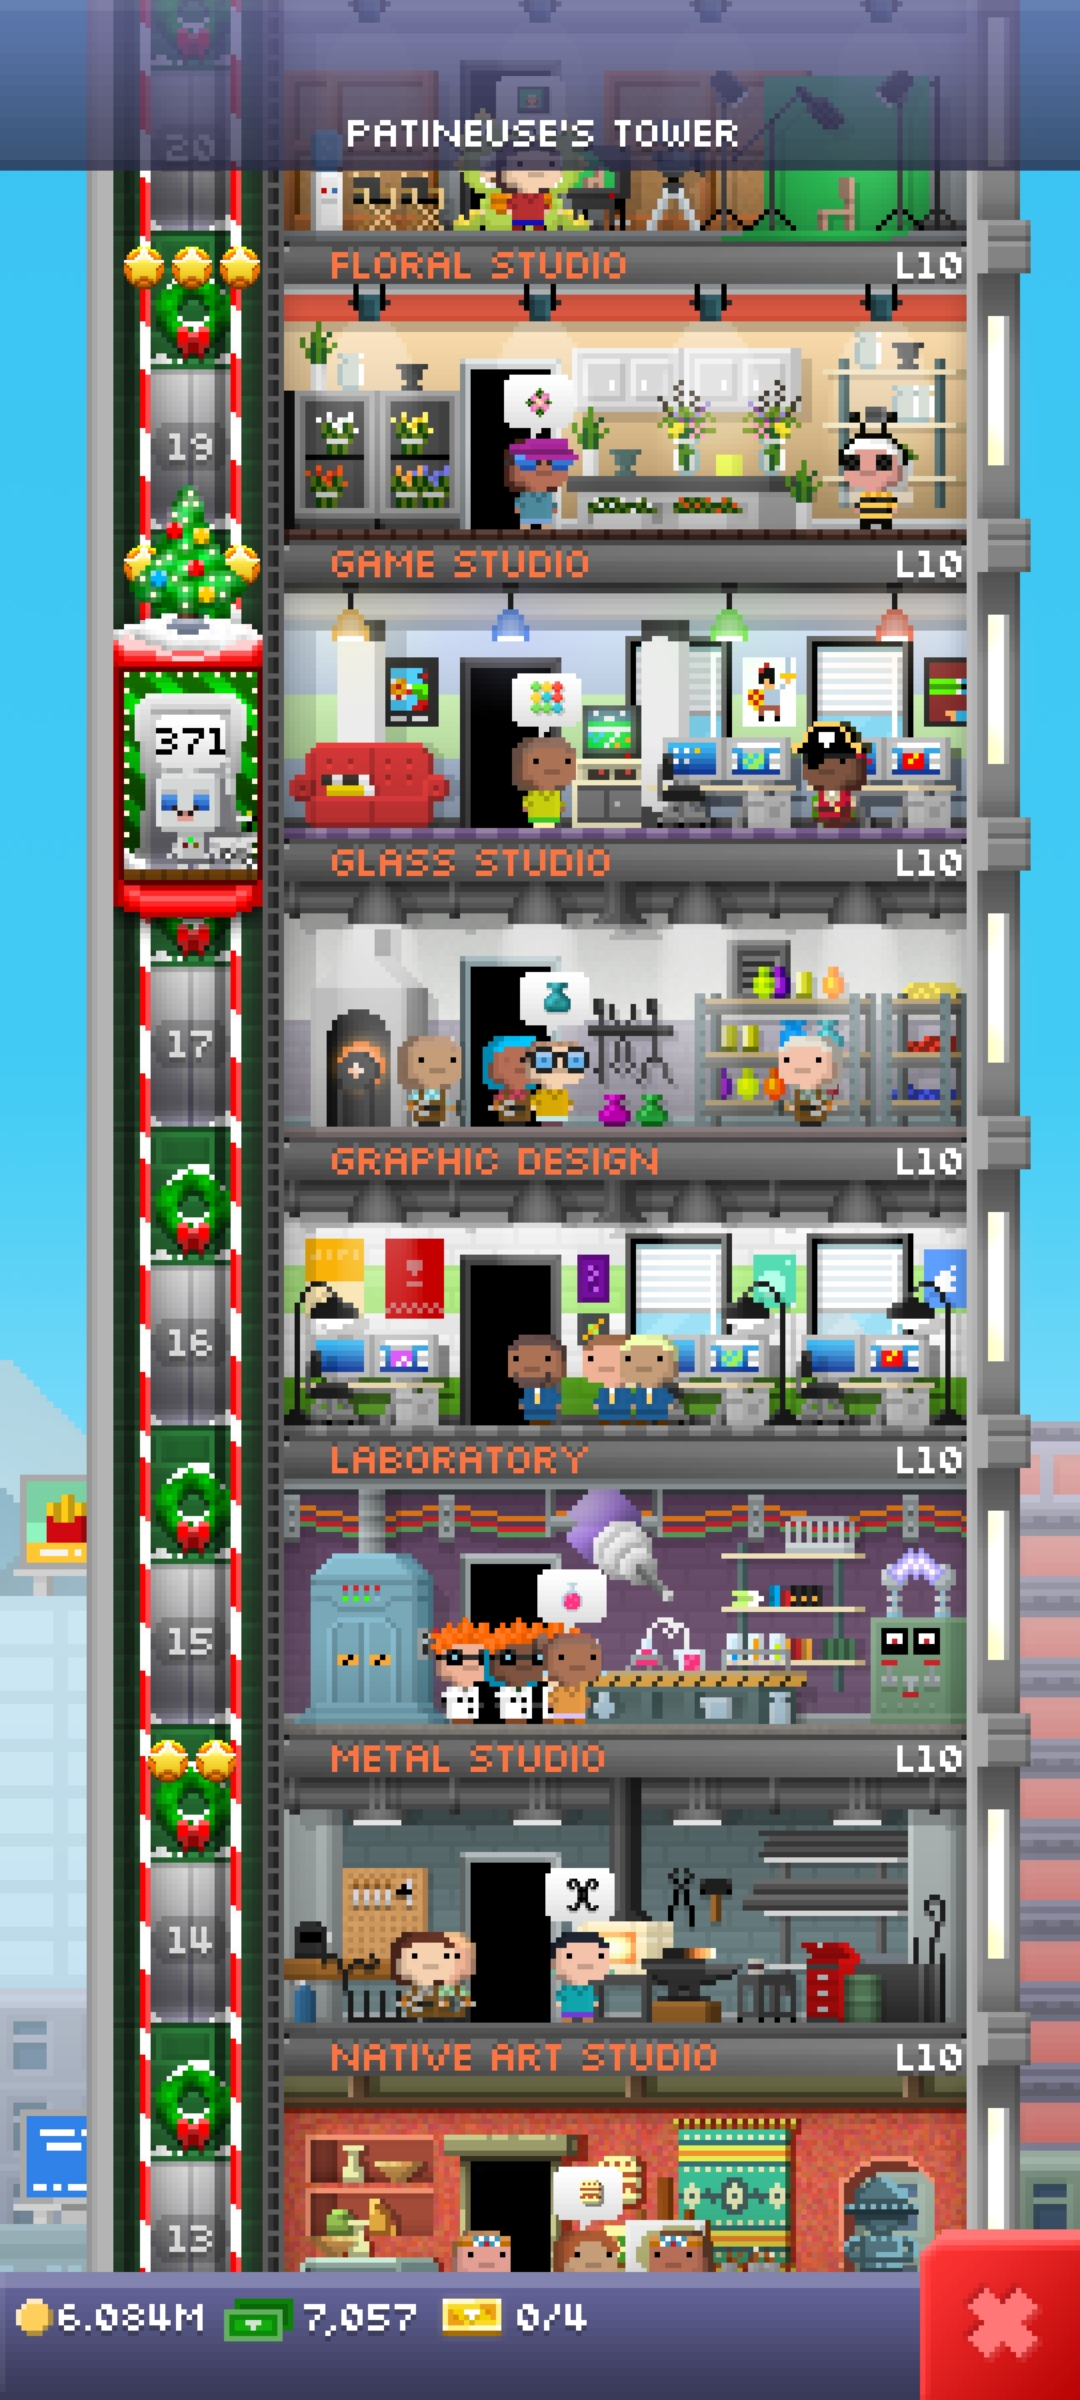 20
PATINEUSE'S TOWER
FLORAL STUDIO L10
19
GAME STUDIO L10
371
GLASS STUDIO L10
17
GRAPHIC DESIGN L10
16
LABORATORY L10
15
METAL STUDIO L10
14
NATIVE ART STUDIO L10
13
6.084M 7,057 0/4